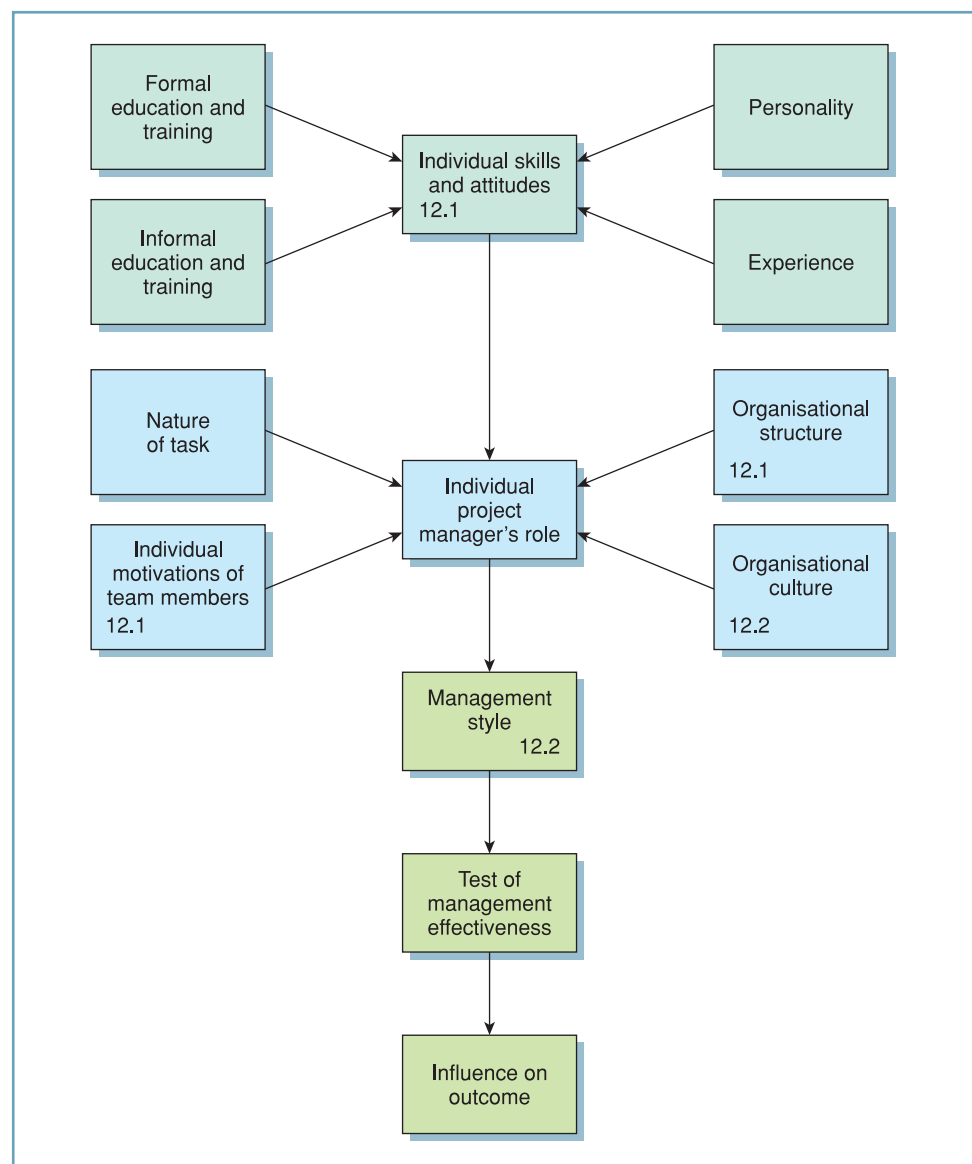 Formal
education and
training
Personality
Individual skills
and attitudes
12.1
Informal
education and
training
Experience
Nature
of task
Organisational
structure
12.1
Individual
project
manager's role
Individual
motivations of
team members
12.1
Organisational
culture
12.2
Management
style
12.2
Test of
management
effectiveness
Influence on
outcome